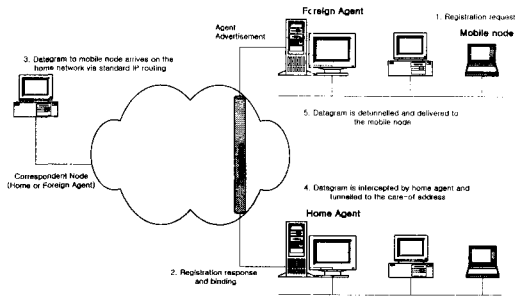 Foreign Agent
1. Registration request
Agent
Advertisement
Mobile node
3. Datagram to mobile node arrives on the
home network via standard IP routing
5. Datagram is detunnelled and delivered to
the mobile node
Correspondent Node
(Home or Foreign Agent)
4. Datagram is intercepted by home agent and
tunnelled to the care-of address
Home Agent
2. Registration response
and binding